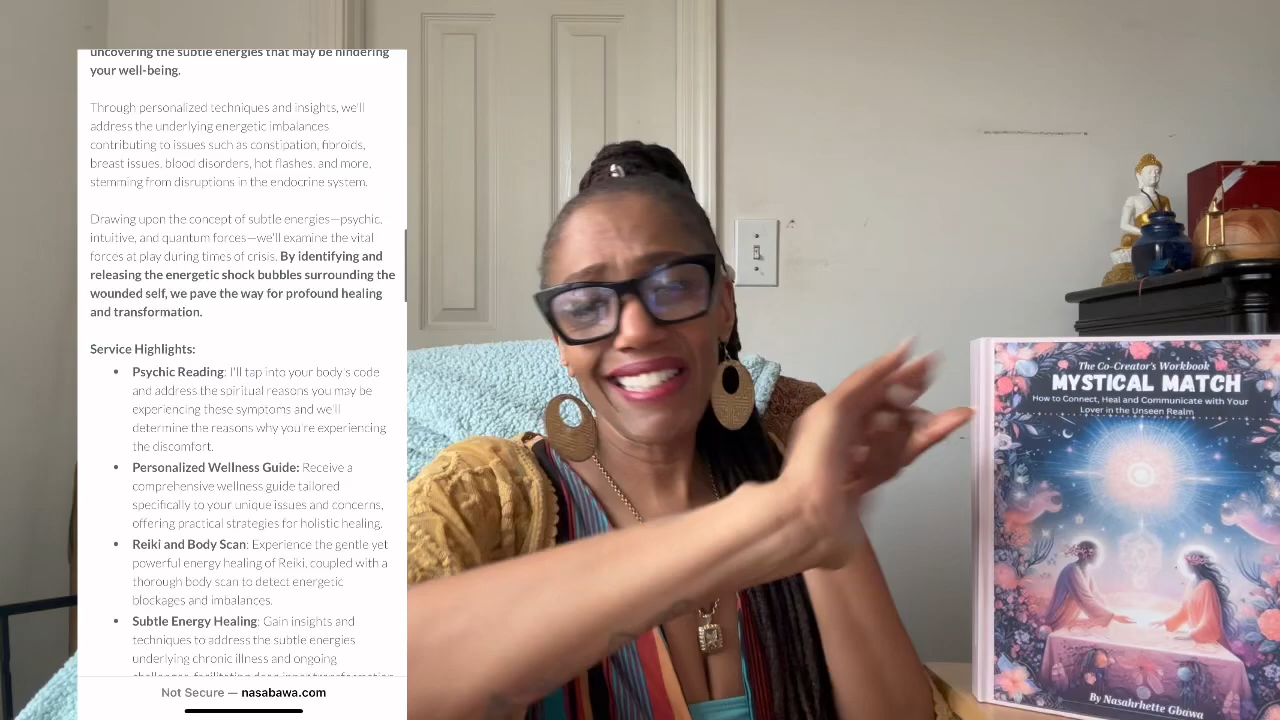 uncovering the subtle energies that may be hindering
your well-being.
Through personalized techniques and insights, we'll
address the underlying energetic imbalances
contributing to issues such as constipation, fibroids,
breast issues, blood disorders, hot flashes, and more,
stemming from disruptions in the endocrine system.
Drawing upon the concept of subtle energies—psychic,
intuitive, and quantum forces—we'll examine the vital
forces at play during times of crisis. By identifying and
releasing the energetic shock bubbles surrounding the
wounded self, we pave the way for profound healing
and transformation.
Service Highlights:
• Psychic Reading: I'll tap into your body's code
and address the spiritual reasons you may be
experiencing these symptoms and we'll
determine the reasons why you're experiencing
the discomfort.
• Personalized Wellness Guide: Receive a
comprehensive wellness guide tailored
specifically to your unique issues and concerns,
offering practical strategies for holistic healing.
• Reiki and Body Scan: Experience the gentle yet
powerful energy healing of Reiki, coupled with a
thorough body scan to detect energetic
blockages and imbalances.
• Subtle Energy Healing: Gain insights and
techniques to address the subtle energies
underlying chronic illness and ongoing
Not Secure — nasabawa.com
The Co-Creator's Workbook
MYSTICAL MATCH
How to Connect, Heal and Communicate with Your
Lover in the Unseen Realm
By Nasahrhette Gbawa